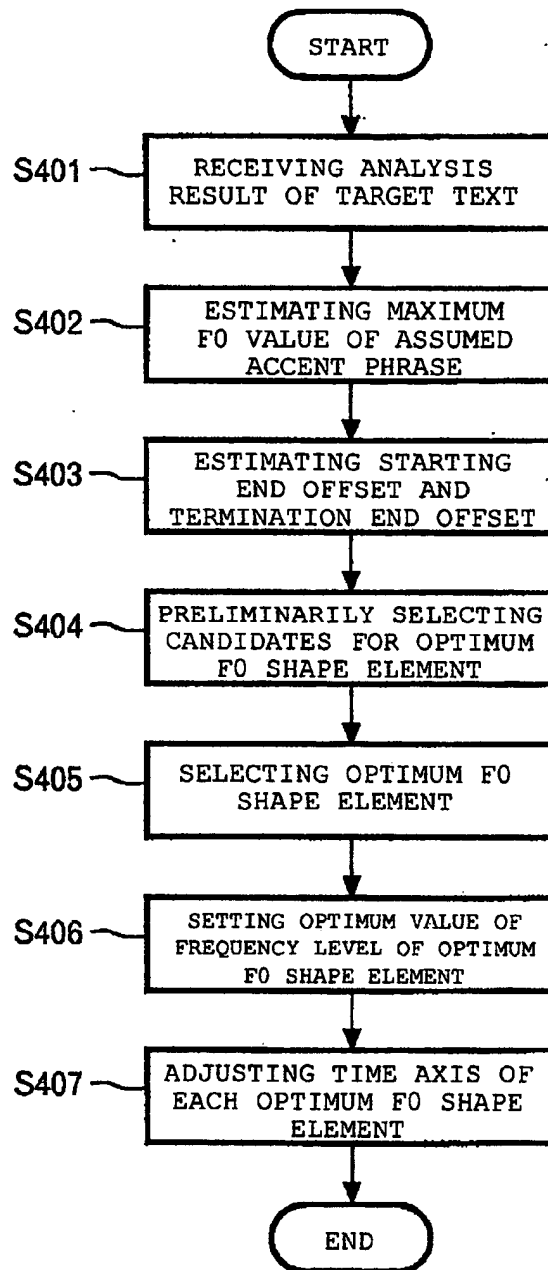 START
S401
RECEIVING ANALYSIS
RESULT OF TARGET TEXT
S402
ESTIMATING MAXIMUM
F0 VALUE OF ASSUMED
ACCENT PHRASE
S403
ESTIMATING STARTING
END OFFSET AND
TERMINATION END OFFSET
S404
PRELIMINARILY SELECTING
CANDIDATES FOR OPTIMUM
F0 SHAPE ELEMENT
S405
SELECTING OPTIMUM F0
SHAPE ELEMENT
S406
SETTING OPTIMUM VALUE OF
FREQUENCY LEVEL OF OPTIMUM
F0 SHAPE ELEMENT
S407
ADJUSTING TIME AXIS OF
EACH OPTIMUM F0 SHAPE
ELEMENT
END